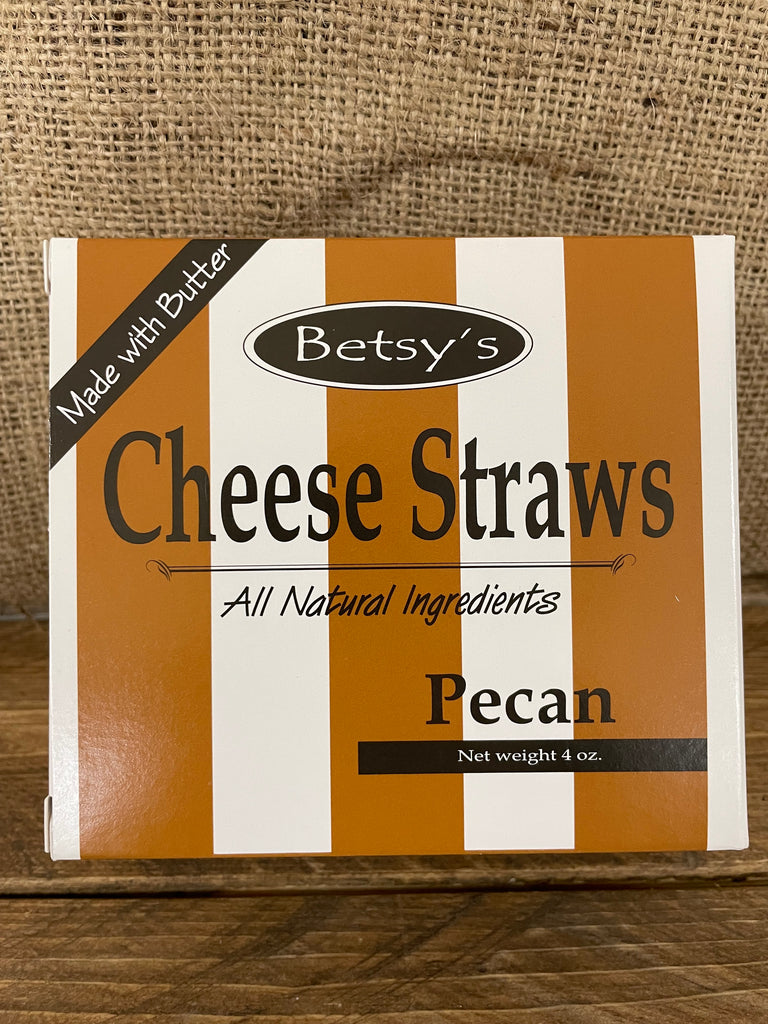 Made with Butter
Betsy's
Cheese Straws
All Natural Ingredients
Pecan
Net weight 4 oz.